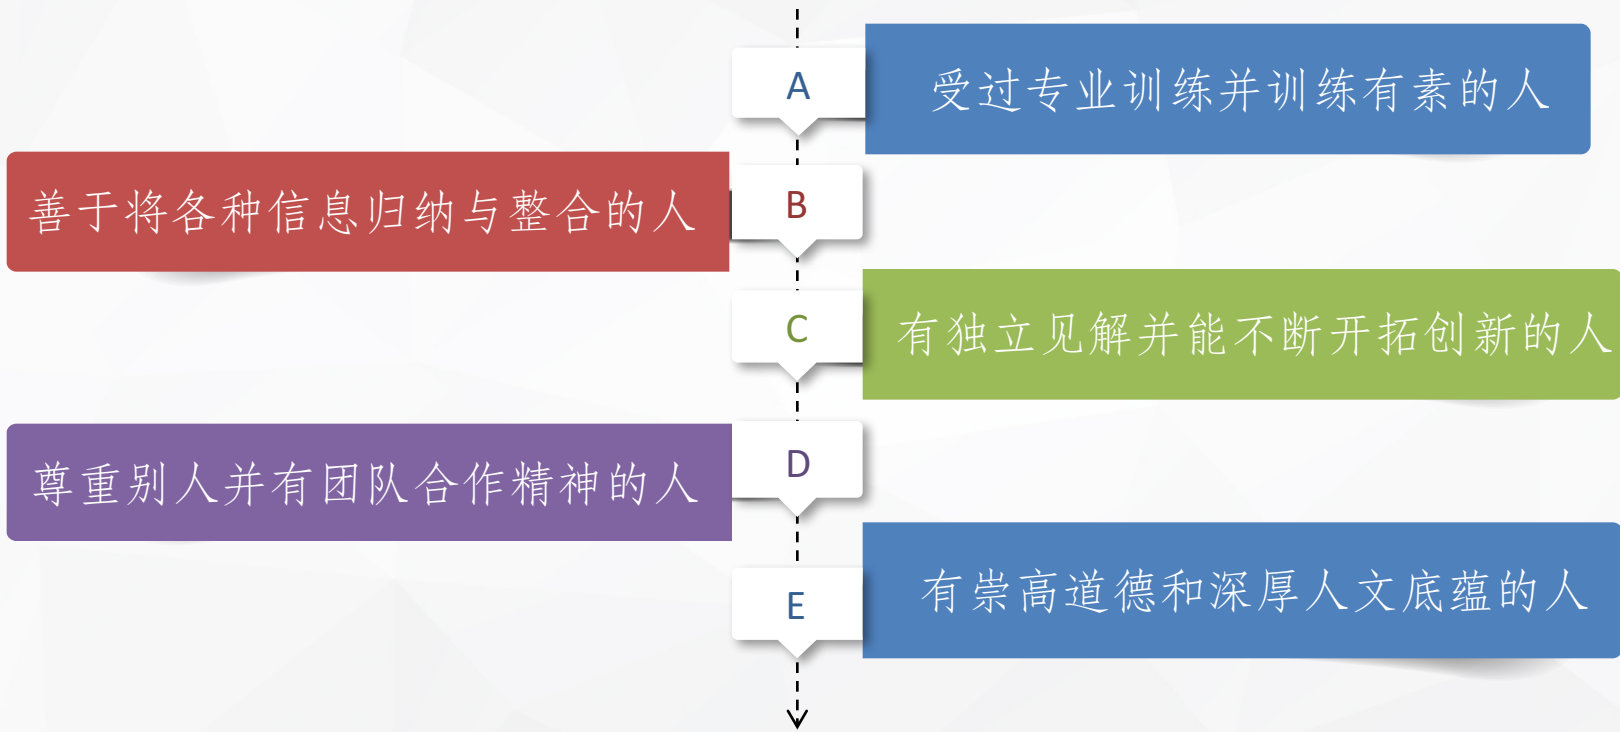 A
受过专业训练并训练有素的人
善于将各种信息归纳与整合的人
B
C
有独立见解并能不断开拓创新的人
尊重别人并有团队合作精神的人
D
E
有崇高道德和深厚人文底蕴的人